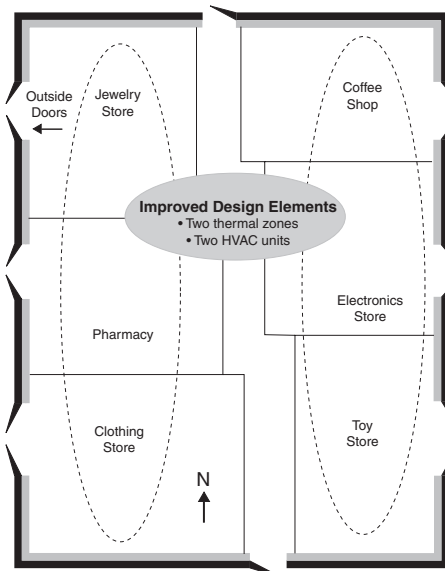 Outside
Doors
Jewelry
Store
Coffee
Shop
Improved Design Elements
• Two thermal zones
• Two HVAC units
Electronics
Store
Pharmacy
Clothing
Store
Toy
Store
N